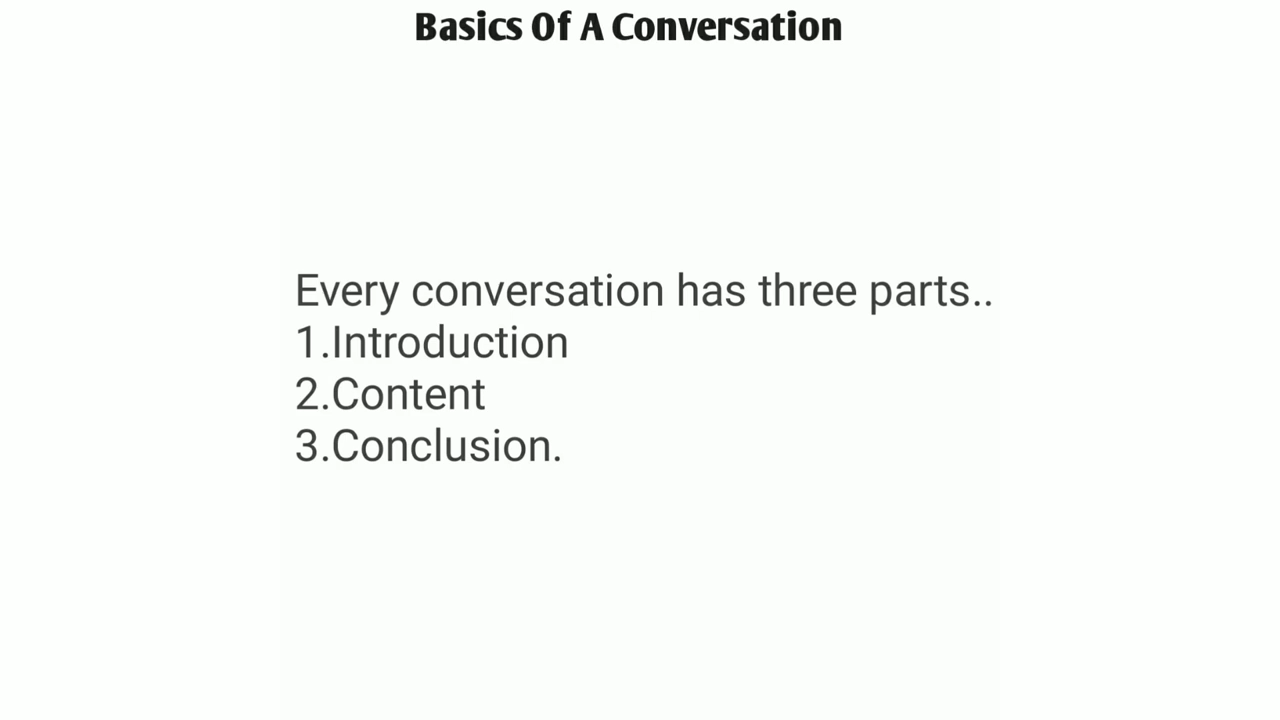 Basics Of A Conversation
Every conversation has three parts..
1.Introduction
2.Content
3.Conclusion.